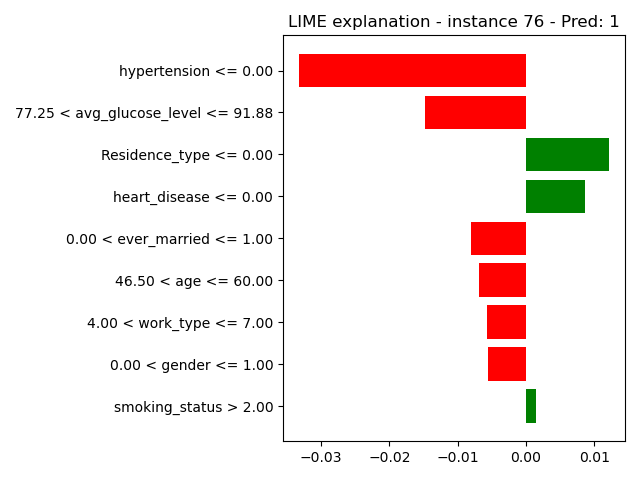 LIME explanation - instance 76 - Pred: 1
hypertension <= 0.00
77.25 < avg_glucose_level <= 91.88
Residence_type <= 0.00
heart_disease <= 0.00
0.00 < ever_married <= 1.00
46.50 < age <= 60.00
4.00 < work_type <= 7.00
0.00 < gender <= 1.00
smoking_status > 2.00
−0.03 −0.02 −0.01 0.00 0.01